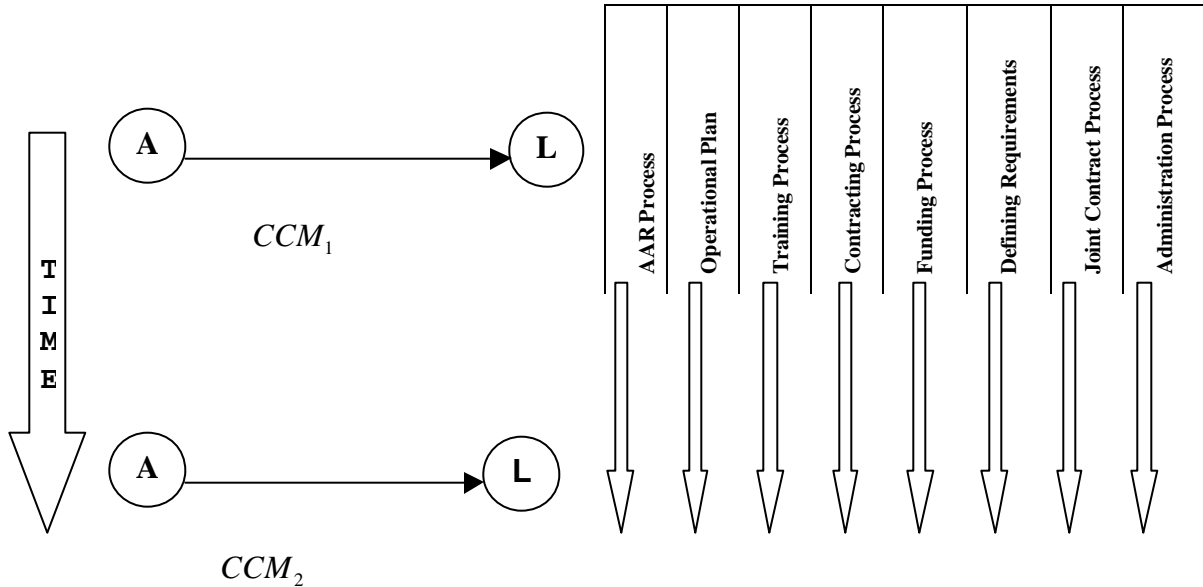 A
L
CCM1
TIME
A
L
CCM2
AAR Process
Operational Plan
Training Process
Contracting Process
Funding Process
Defining Requirements
Joint Contract Process
Administration Process